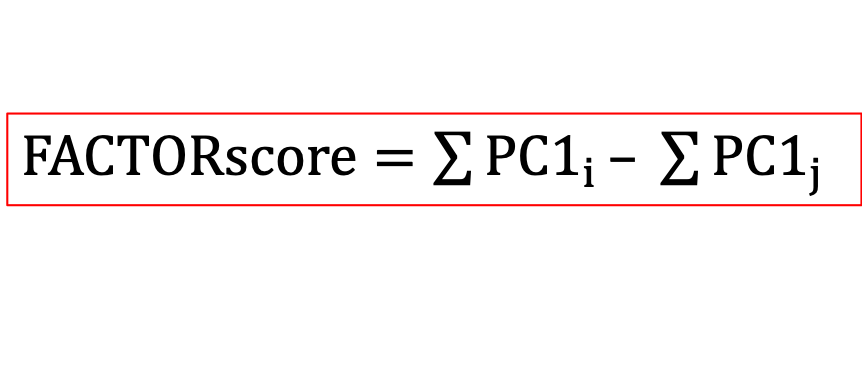 FACTORscore = ∑ PC1ᵢ − ∑ PC1ⱼ